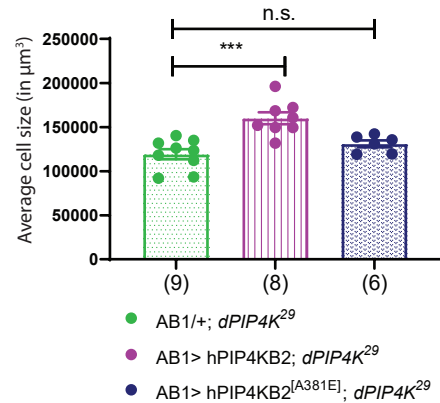 n.s.
***
250000
200000
150000
100000
50000
0
Average cell size (in μm³)
(9) (8) (6)
AB1/+; dPIP4K²⁹
AB1> hPIP4KB2; dPIP4K²⁹
AB1> hPIP4KB2[A381E]; dPIP4K²⁹